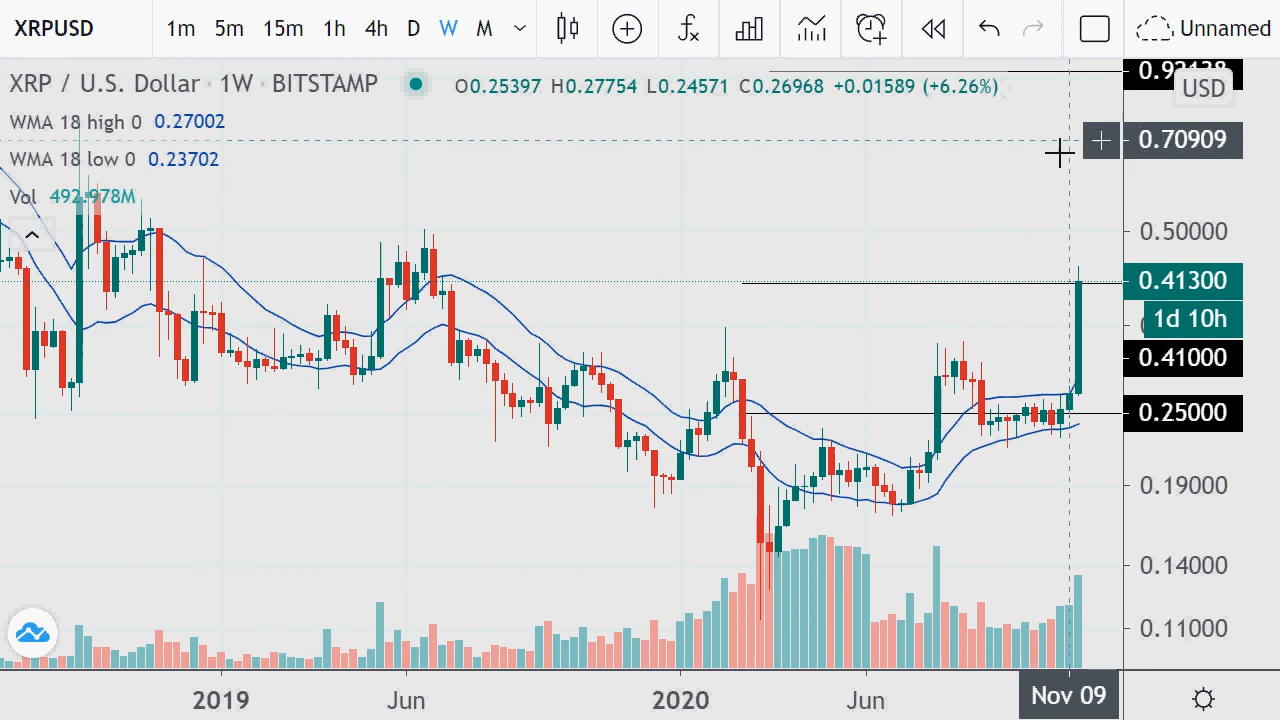 XRPUSD 1m 5m 15m 1h 4h D W M fx Unnamed
XRP / U.S. Dollar · 1W · BITSTAMP O0.25397 H0.27754 L0.24571 C0.26968 +0.01589 (+6.26%)
WMA 18 high 0 0.27002
WMA 18 low 0 0.23702
Vol 492.978M
USD
0.70909
0.50000
0.41300
1d 10h
0.41000
0.25000
0.19000
0.14000
0.11000
2019 Jun 2020 Jun Nov 09